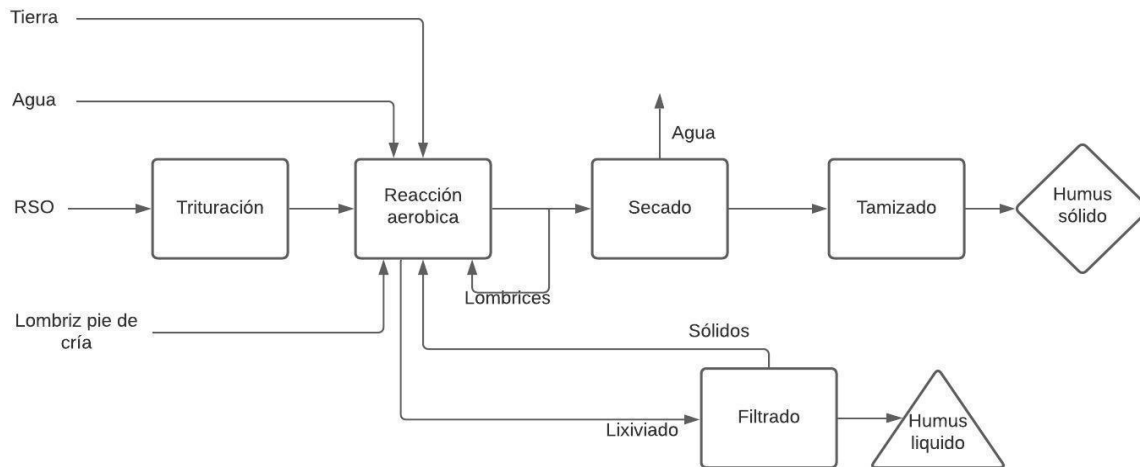 Tierra
Agua
Agua
RSO
Trituración
Reacción
aerobica
Secado
Tamizado
Humus
sólido
Lombrices
Lombriz pie de
cría
Sólidos
Lixiviado
Filtrado
Humus
liquido